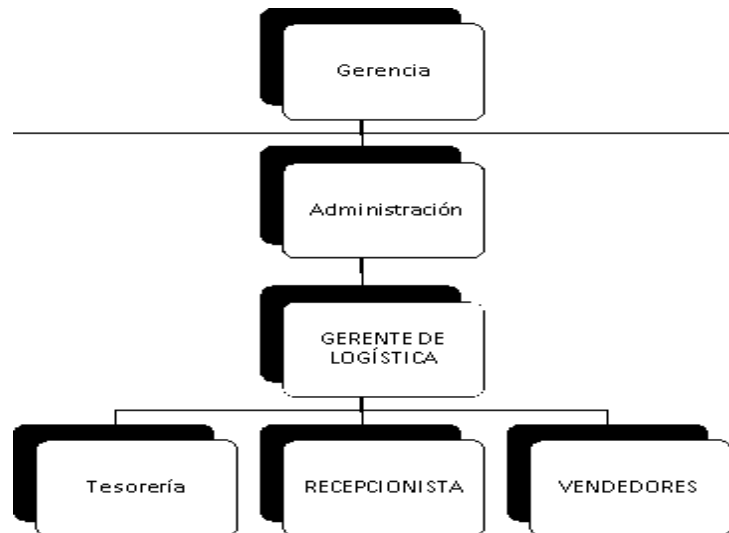 Gerencia
Administración
GERENTE DE
LOGÍSTICA
Tesorería
RECEPCIONISTA
VENDEDORES